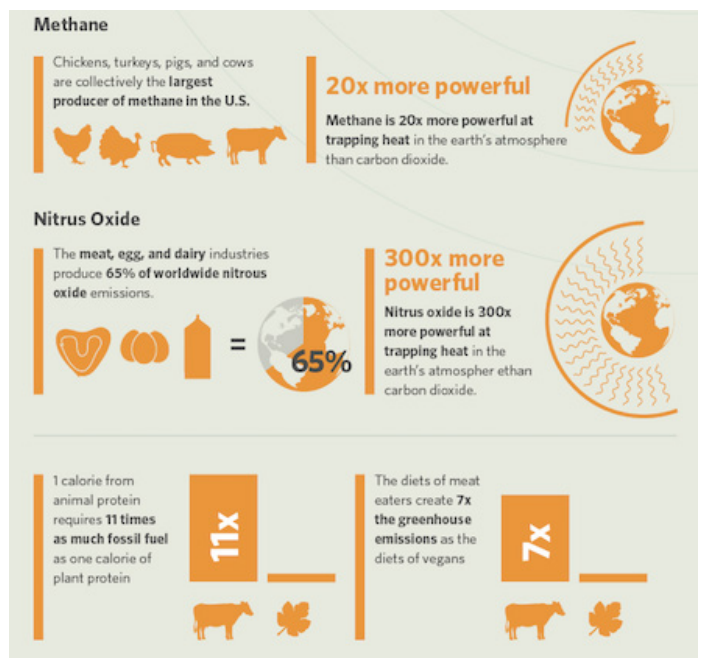 Methane
Chickens, turkeys, pigs, and cows
are collectively the largest
producer of methane in the U.S.
20x more powerful
Methane is 20x more powerful at
trapping heat in the earth's atmosphere
than carbon dioxide.
Nitrus Oxide
The meat, egg, and dairy industries
produce 65% of worldwide nitrous
oxide emissions.
=
65%
300x more
powerful
Nitrus oxide is 300x
more powerful at
trapping heat in the
earth's atmospher ethan
carbon dioxide.
1 calorie from
animal protein
requires 11 times
as much fossil fuel
as one calorie of
plant protein
11x
The diets of meat
eaters create 7x
the greenhouse
emissions as the
diets of vegans
7x